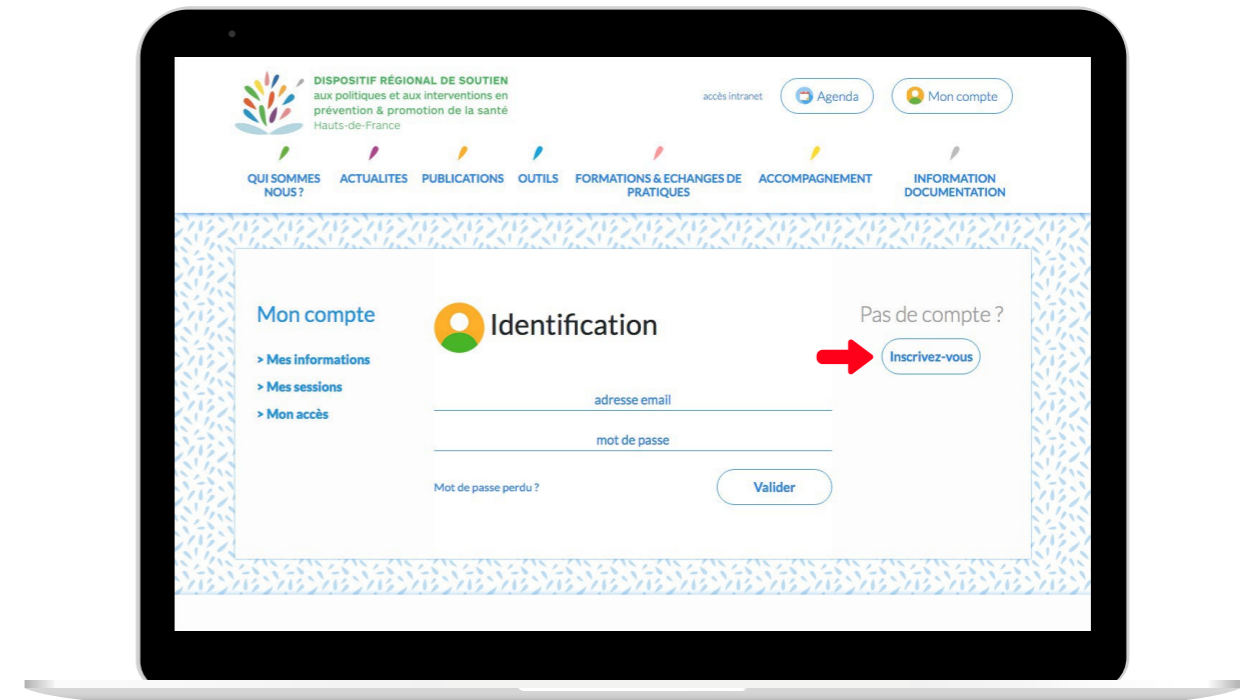 DISPOSITIF RÉGIONAL DE SOUTIEN
aux politiques et aux interventions en
prévention & promotion de la santé
Hauts-de-France
accès intranet
Agenda
Mon compte
QUI SOMMES
NOUS ?
ACTUALITES
PUBLICATIONS
OUTILS
FORMATIONS & ECHANGES DE
PRATIQUES
ACCOMPAGNEMENT
INFORMATION
DOCUMENTATION
Mon compte
> Mes informations
> Mes sessions
> Mon accès
Identification
adresse email
mot de passe
Mot de passe perdu ?
Valider
Pas de compte ?
Inscrivez-vous